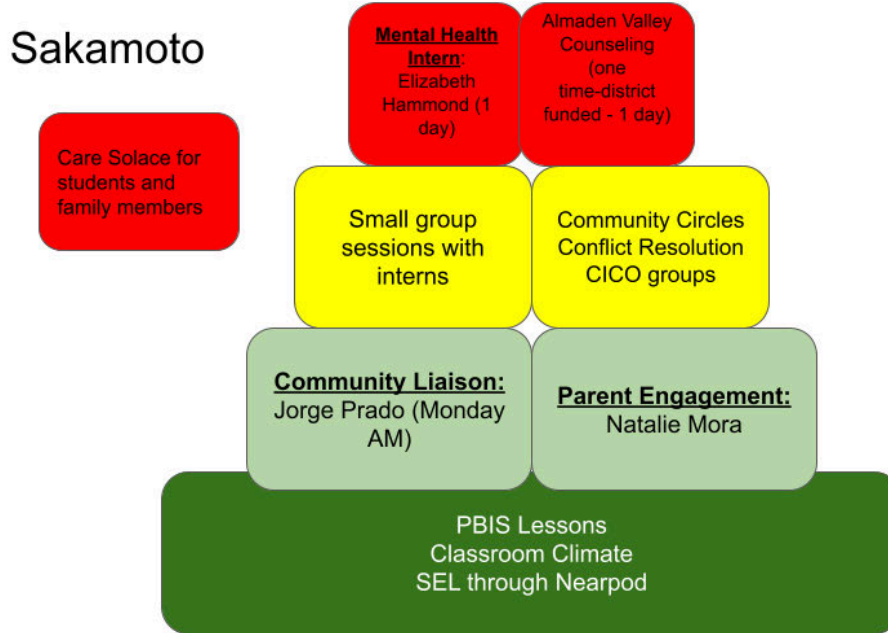 Sakamoto
Mental Health
Intern:
Elizabeth
Hammond (1
day)
Almaden Valley
Counseling
(one
time-district
funded - 1 day)
Care Solace for
students and
family members
Small group
sessions with
interns
Community Circles
Conflict Resolution
CICO groups
Community Liaison:
Jorge Prado (Monday
AM)
Parent Engagement:
Natalie Mora
PBIS Lessons
Classroom Climate
SEL through Nearpod